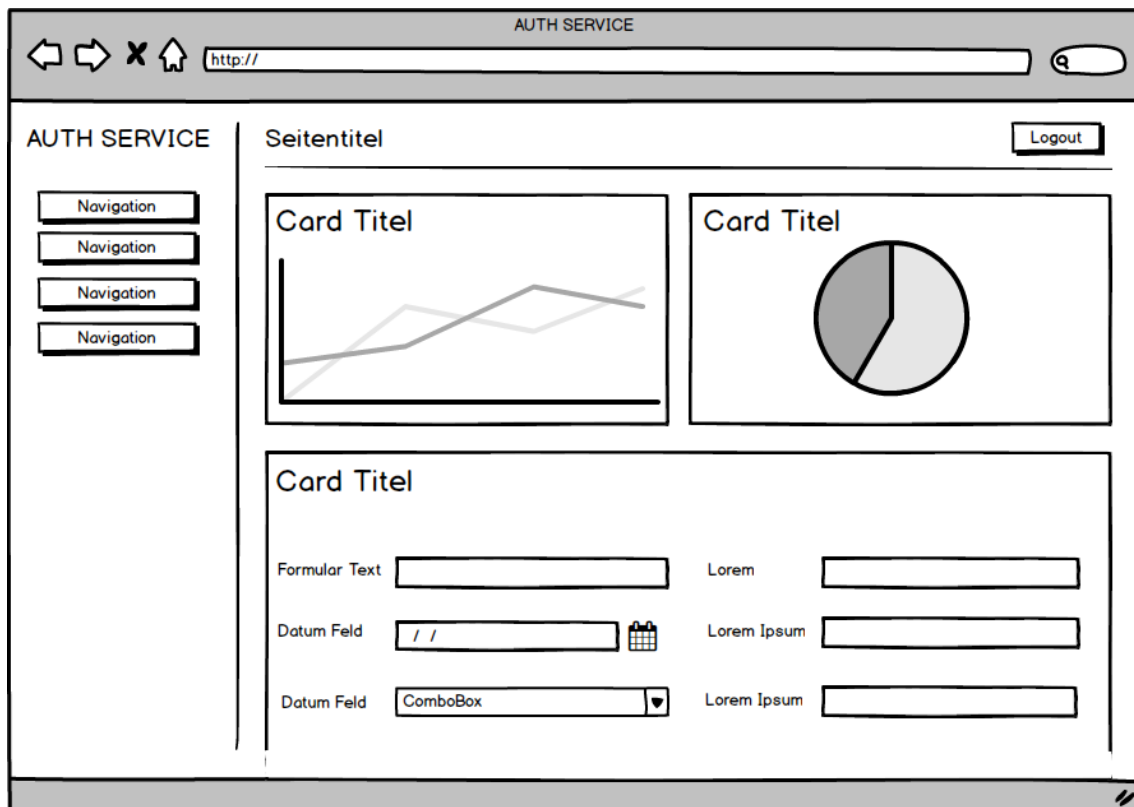 AUTH SERVICE
http://
AUTH SERVICE
Seitentitel
Logout
Navigation
Navigation
Navigation
Navigation
Card Titel
Card Titel
Card Titel
Formular Text
Lorem
Datum Feld
/ /
Lorem Ipsum
Datum Feld
ComboBox
Lorem Ipsum